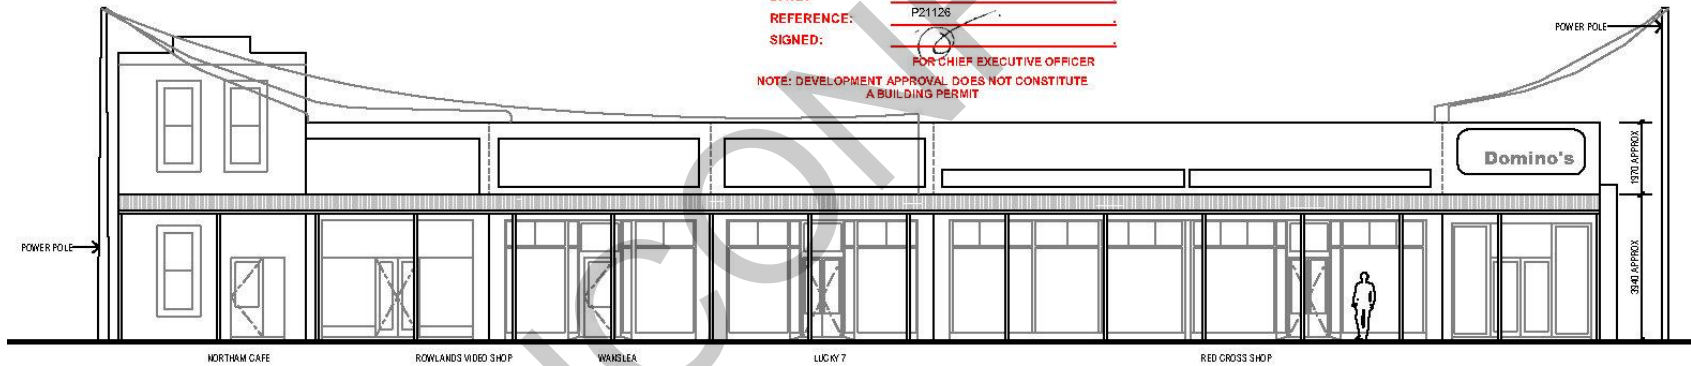 REFERENCE: P21126
SIGNED:
FOR CHIEF EXECUTIVE OFFICER
NOTE: DEVELOPMENT APPROVAL DOES NOT CONSTITUTE
A BUILDING PERMIT
POWER POLE
Domino's
1970 APPROX
POWER POLE
3940 APPROX
NORTHAM CAFE
ROWLANDS VIDEO SHOP
WANSLEA
LUCKY 7
RED CROSS SHOP